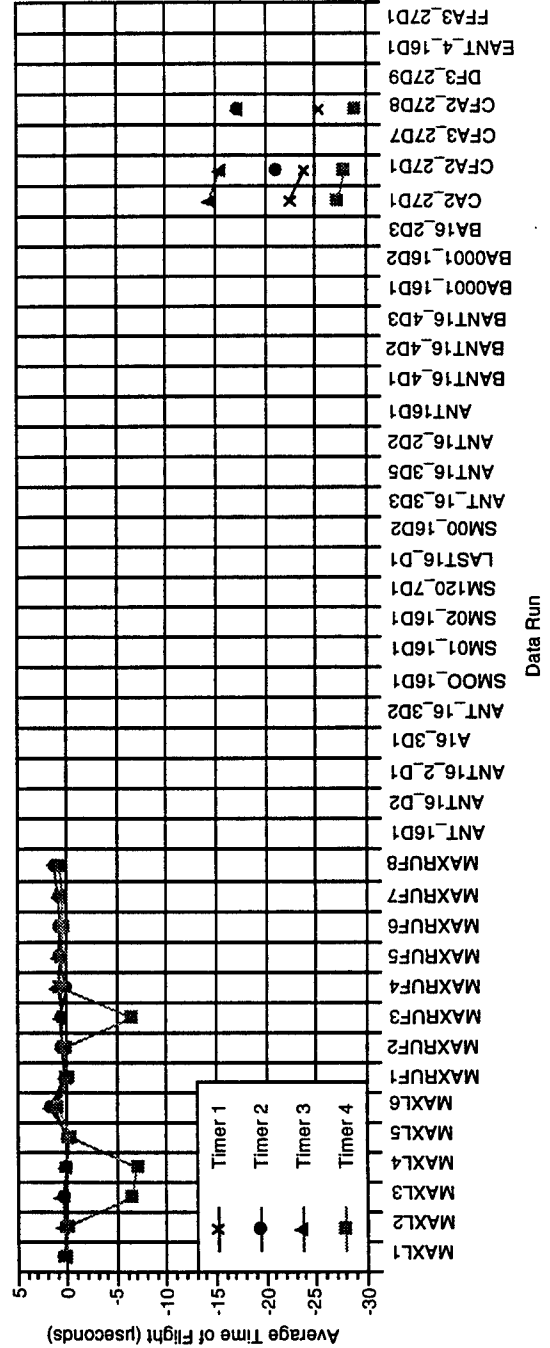 Average Time of Flight (µseconds)
5
0
-5
-10
-15
-20
-25
-30
Timer 1
Timer 2
Timer 3
Timer 4
MAXL1
MAXL2
MAXL3
MAXL4
MAXL5
MAXL6
MAXRUF1
MAXRUF2
MAXRUF3
MAXRUF4
MAXRUF5
MAXRUF6
MAXRUF7
MAXRUF8
ANT_16D1
ANT16_D2
ANT16_2_D1
A16_3D1
ANT_16_3D2
SMOO_16D1
SM01_16D1
SM02_16D1
SM120_7D1
LAST16_D1
SM00_16D2
ANT_16_3D3
ANT16_3D5
ANT16_2D2
ANT16D1
BANT16_4D1
BANT16_4D2
BANT16_4D3
BA0001_16D1
BA0001_16D2
BA16_2D3
CA2_27D1
CFA2_27D1
CFA3_27D7
CFA2_27D8
DF3_27D9
EANT_4_16D1
FFA3_27D1
Data Run